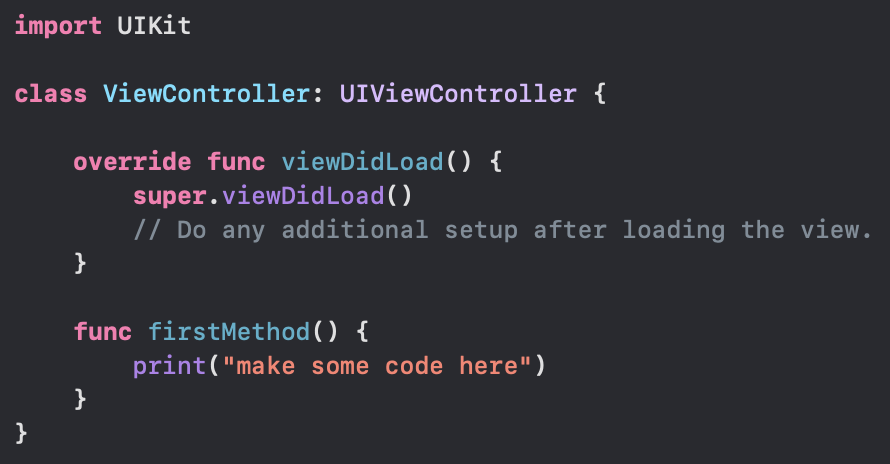 import UIKit
class ViewController: UIViewController {
override func viewDidLoad() {
super.viewDidLoad()
// Do any additional setup after loading the view.
}
func firstMethod() {
print("make some code here")
}
}